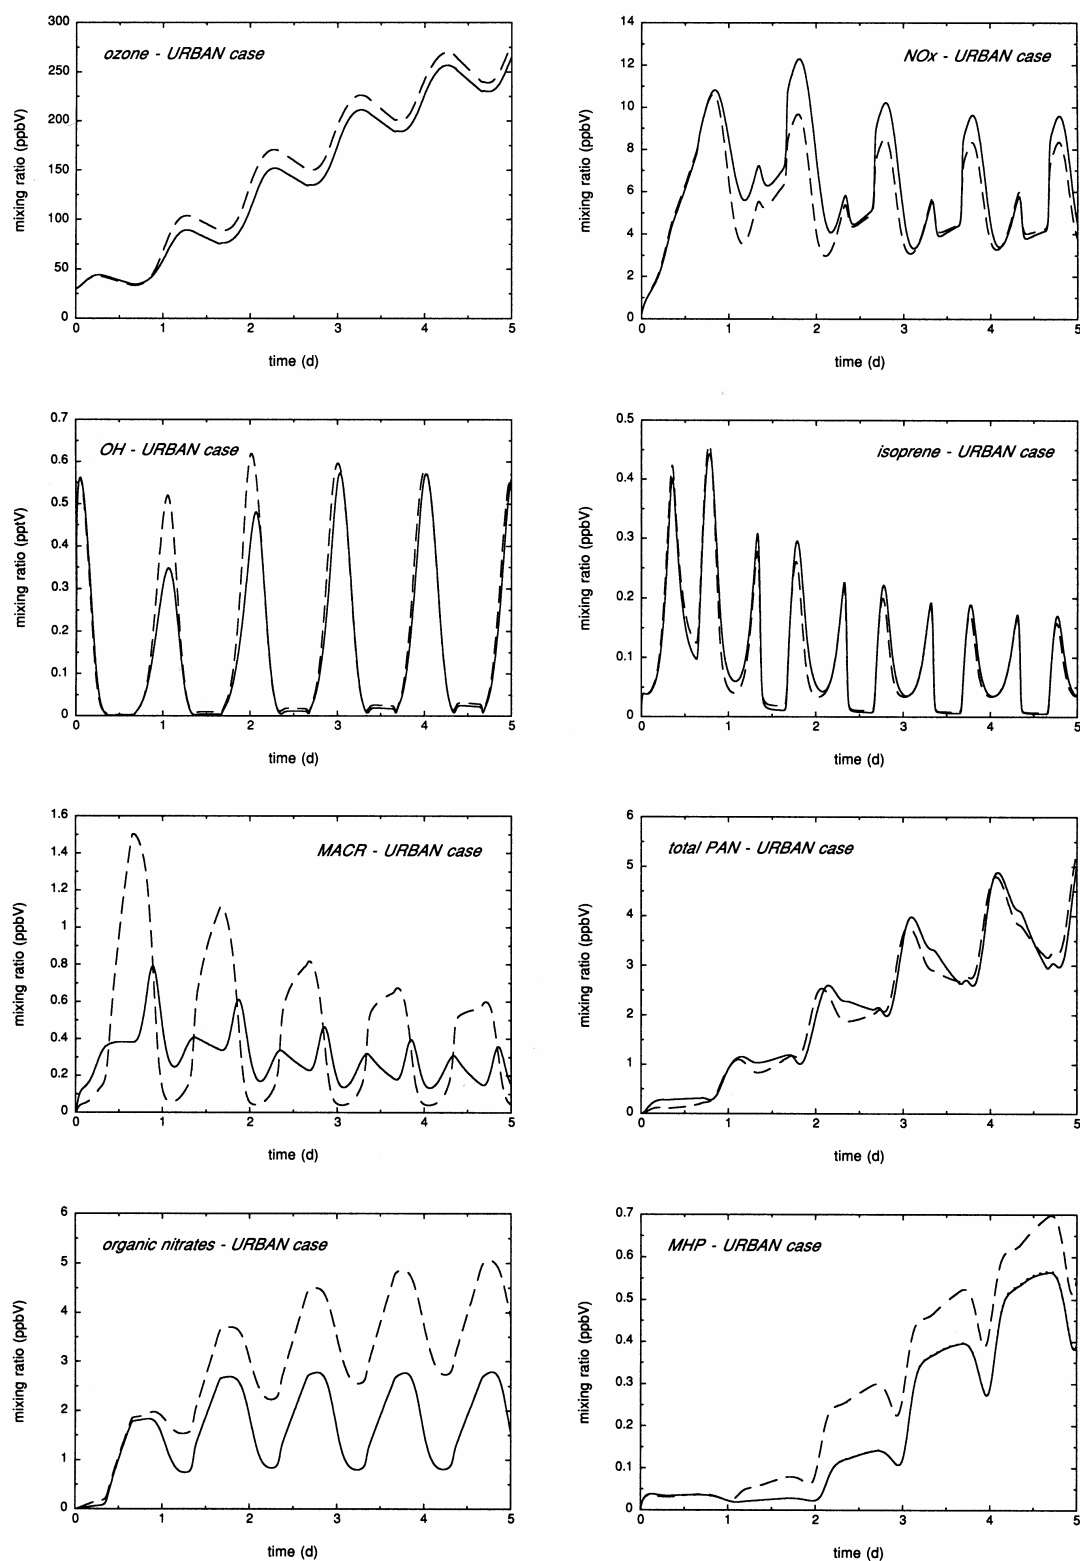 ozone - URBAN case
mixing ratio (ppbV)
300
250
200
150
100
50
0
0 1 2 3 4 5
time (d)
NOx - URBAN case
mixing ratio (ppbV)
14
12
10
8
6
4
2
0
0 1 2 3 4 5
time (d)
OH - URBAN case
mixing ratio (pptV)
0.7
0.6
0.5
0.4
0.3
0.2
0.1
0
0 1 2 3 4 5
time (d)
isoprene - URBAN case
mixing ratio (ppbV)
0.5
0.4
0.3
0.2
0.1
0
0 1 2 3 4 5
time (d)
MACR - URBAN case
mixing ratio (ppbV)
1.6
1.4
1.2
1
0.8
0.6
0.4
0.2
0
0 1 2 3 4 5
time (d)
total PAN - URBAN case
mixing ratio (ppbV)
6
5
4
3
2
1
0
0 1 2 3 4 5
time (d)
organic nitrates - URBAN case
mixing ratio (ppbV)
6
5
4
3
2
1
0
0 1 2 3 4 5
time (d)
MHP - URBAN case
mixing ratio (ppbV)
0.7
0.6
0.5
0.4
0.3
0.2
0.1
0
0 1 2 3 4 5
time (d)